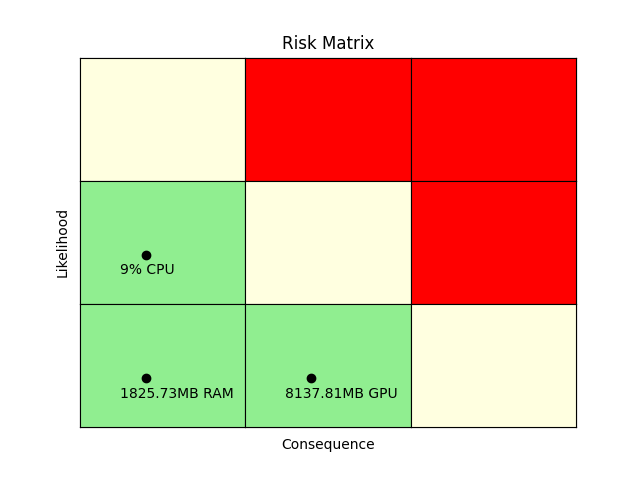 Risk Matrix
Likelihood
9% CPU
1825.73MB RAM
8137.81MB GPU
Consequence